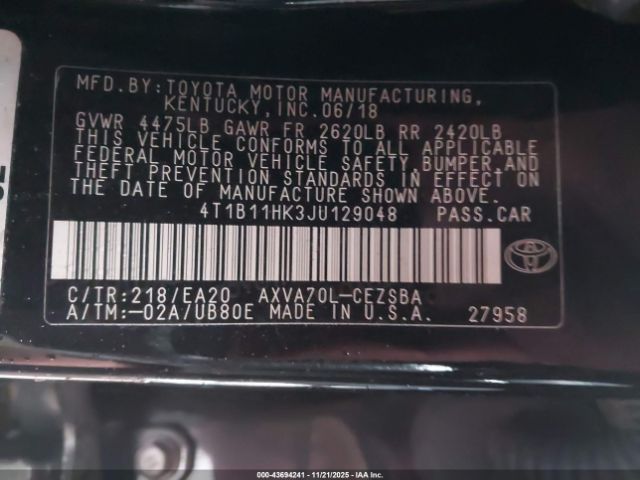 MFD.BY:TOYOTA MOTOR MANUFACTURING,
KENTUCKY, INC.06/18
GVWR 4475LB GAWR FR 2620LB RR 2420LB
THIS VEHICLE CONFORMS TO ALL APPLICABLE
FEDERAL MOTOR VEHICLE SAFETY,BUMPER,AND
THEFT PREVENTION STANDARDS IN EFFECT ON
THE DATE OF MANUFACTURE SHOWN ABOVE.
4T1B11HK3JU129048 PASS.CAR
C/TR:218/EA20 AXVA70L-CEZSBA
A/TM:-02A/UB80E MADE IN U.S.A. 27958
000-43694241 - 11/21/2025 - IAA Inc.